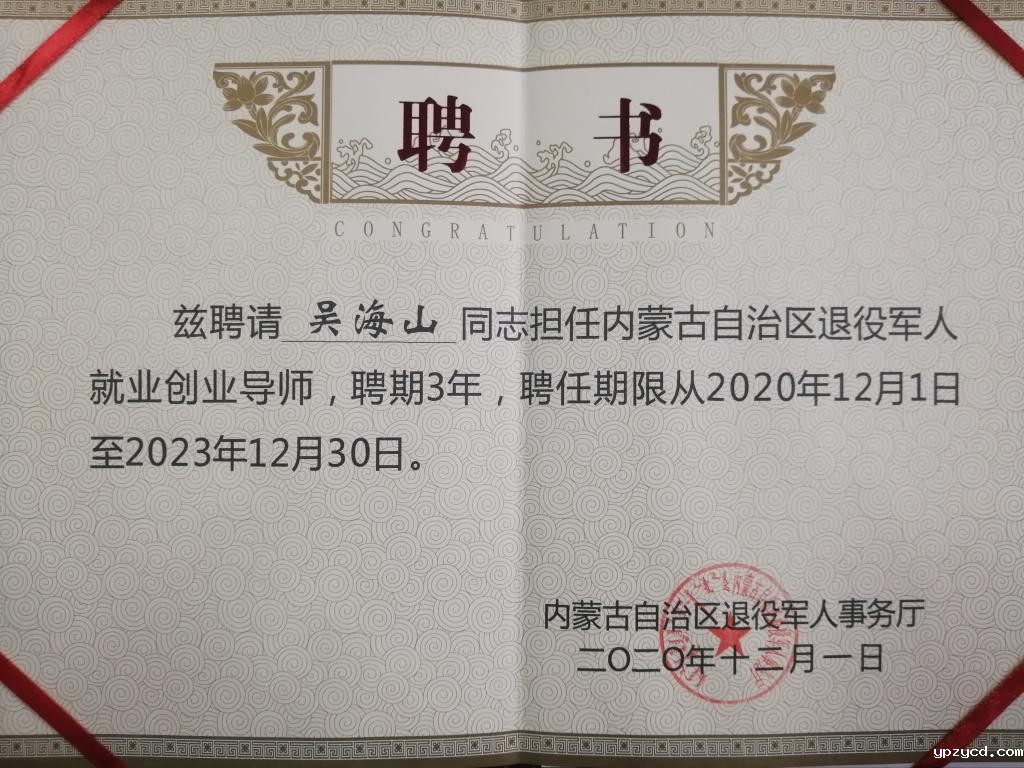 聘书
CONGRATULATION
兹聘请 吴海山 同志担任内蒙古自治区退役军人
就业创业导师，聘期3年，聘任期限从2020年12月1日
至2023年12月30日。
内蒙古自治区退役军人事务厅
二〇二〇年十二月一日
ypzycd.com